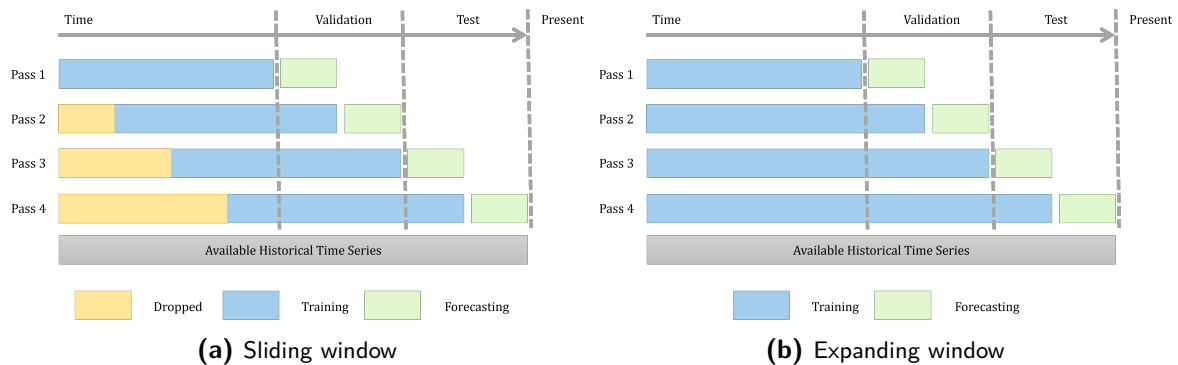 Time Validation Test Present
Pass 1
Pass 2
Pass 3
Pass 4
Available Historical Time Series
Dropped Training Forecasting
(a) Sliding window
Time Validation Test Present
Pass 1
Pass 2
Pass 3
Pass 4
Available Historical Time Series
Training Forecasting
(b) Expanding window